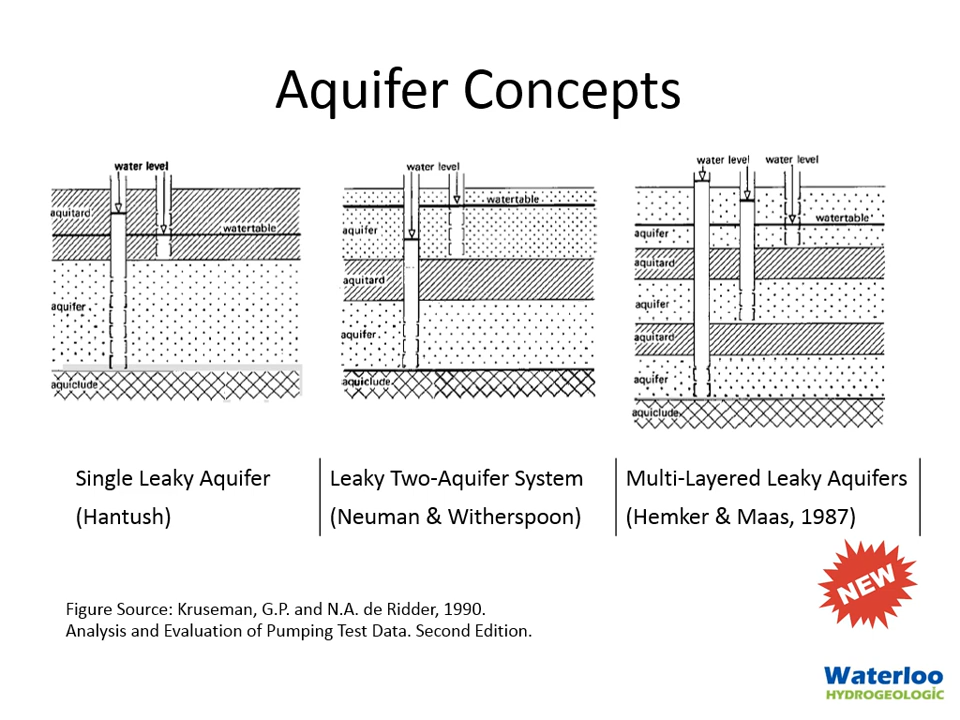 Aquifer Concepts
water level
aquitard
watertable
aquifer
aquiclude
water level
watertable
aquifer
aquitard
aquifer
aquiclude
water level water level
watertable
aquifer
aquitard
aquifer
aquitard
aquifer
aquiclude
Single Leaky Aquifer
(Hantush)
Leaky Two-Aquifer System
(Neuman & Witherspoon)
Multi-Layered Leaky Aquifers
(Hemker & Maas, 1987)
NEW
Figure Source: Kruseman, G.P. and N.A. de Ridder, 1990.
Analysis and Evaluation of Pumping Test Data. Second Edition.
Waterloo
HYDROGEOLOGIC